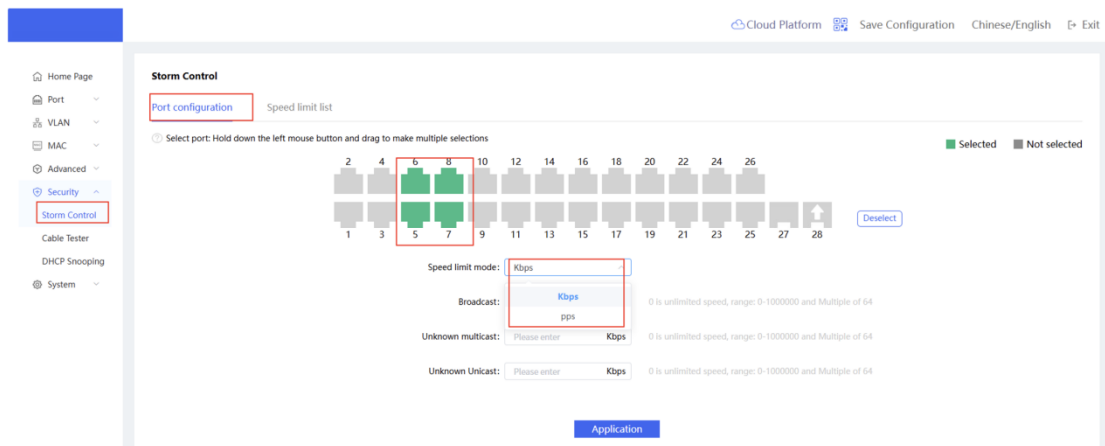 Cloud Platform Save Configuration Chinese/English Exit
Home Page
Port
VLAN
MAC
Advanced
Security
Storm Control
Cable Tester
DHCP Snooping
System
Storm Control
Port configuration Speed limit list
Select port: Hold down the left mouse button and drag to make multiple selections
Selected Not selected
2 4 6 8 10 12 14 16 18 20 22 24 26
1 3 5 7 9 11 13 15 17 19 21 23 25 27 28
Deselect
Speed limit mode: Kbps
Kbps
pps
Broadcast: 0 is unlimited speed, range: 0-1000000 and Multiple of 64
Unknown multicast: Please enter Kbps 0 is unlimited speed, range: 0-1000000 and Multiple of 64
Unknown Unicast: Please enter Kbps 0 is unlimited speed, range: 0-1000000 and Multiple of 64
Application